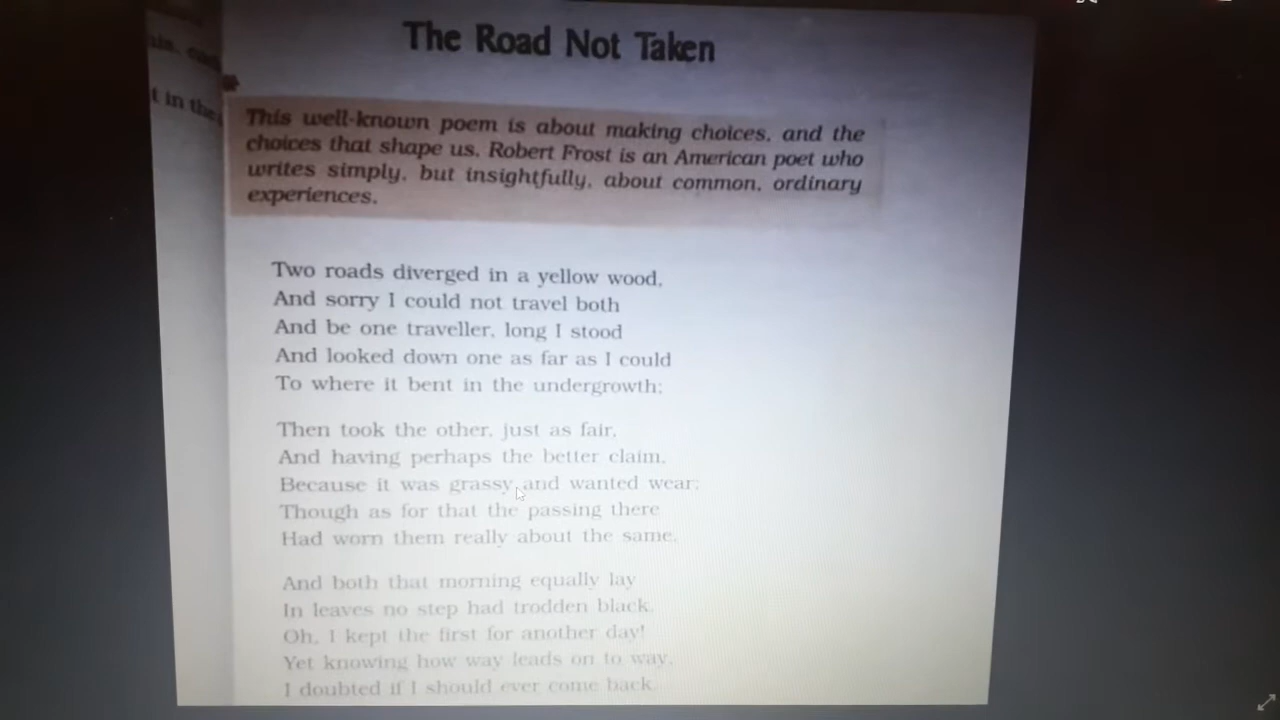 The Road Not Taken
t in the
This well-known poem is about making choices, and the
choices that shape us. Robert Frost is an American poet who
writes simply, but insightfully, about common, ordinary
experiences.
Two roads diverged in a yellow wood,
And sorry I could not travel both
And be one traveller, long I stood
And looked down one as far as I could
To where it bent in the undergrowth;
Then took the other, just as fair,
And having perhaps the better claim,
Because it was grassy and wanted wear;
Though as for that the passing there
Had worn them really about the same,
And both that morning equally lay
In leaves no step had trodden black.
Oh, I kept the first for another day!
Yet knowing how way leads on to way,
I doubted if I should ever come back.